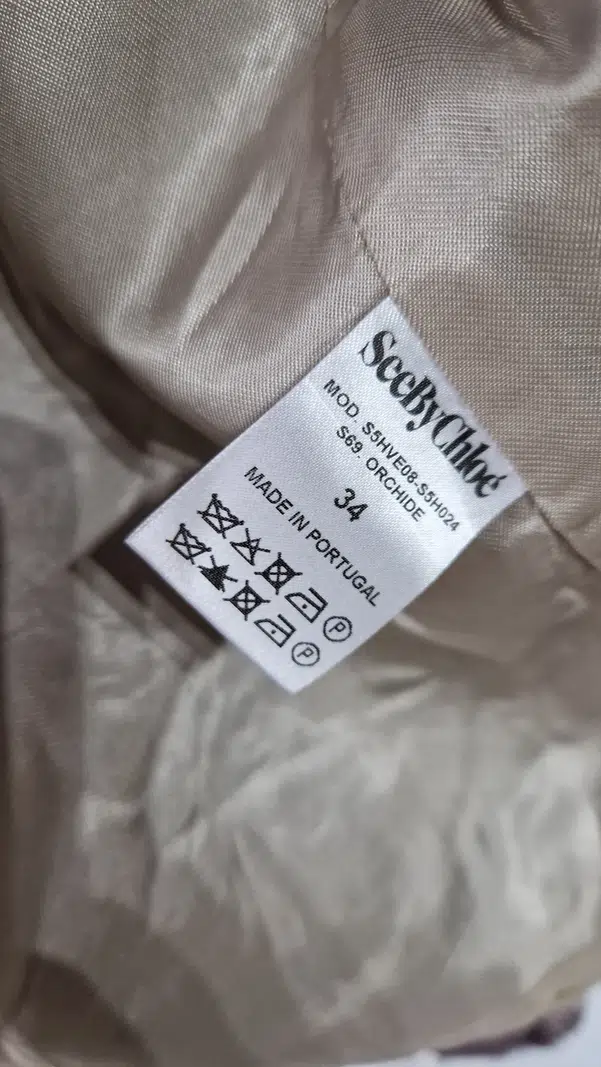 SeeByChloé
MOD. S5HVE08-S5H024
S69. ORCHIDE
34
MADE IN PORTUGAL
P
P